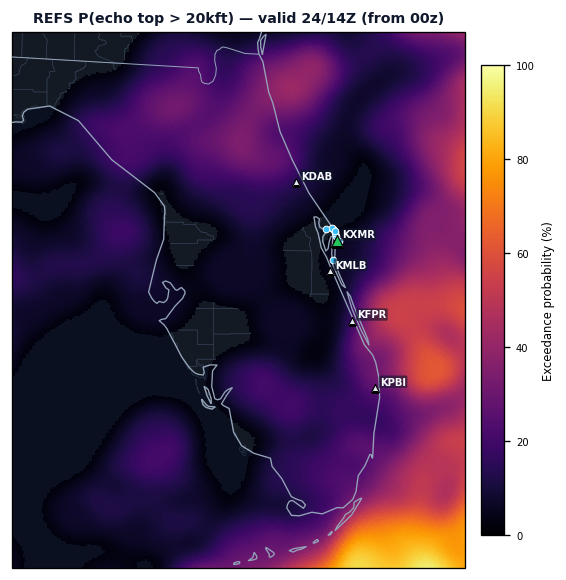 REFS P(echo top > 20kft) — valid 24/14Z (from 00z)
100
80
60
40
20
0
Exceedance probability (%)
KDAB
KXMR
KMLB
KFPR
KPBI